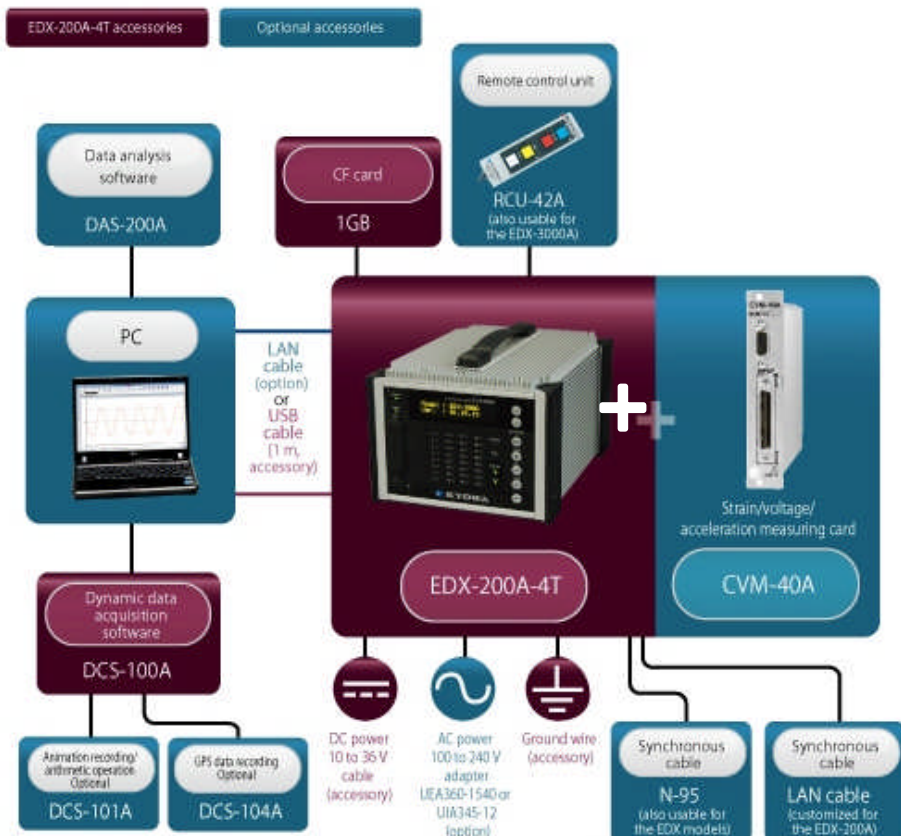 EDX-200A-4T accessories
Optional accessories
Remote control unit
RCU-42A
(also usable for
the EDX-3000A)
Data analysis
software
DAS-200A
CF card
1GB
PC
LAN
cable
(option)
or
USB
cable
(1 m,
accessory)
KYOWA
CVM-40A
Strain/voltage/
acceleration measuring card
EDX-200A-4T
CVM-40A
Dynamic data
acquisition
software
DCS-100A
Animation recording/
arithmetic operation
Optional
DCS-101A
GPS data recording
Optional
DCS-104A
DC power
10 to 36 V
cable
(accessory)
AC power
100 to 240 V
adapter
UEA360-1540 or
UIA345-12
(option)
Ground wire
(accessory)
Synchronous
cable
N-95
(also usable for
the EDX models)
Synchronous
cable
LAN cable
(customized for
the EDX-200A)